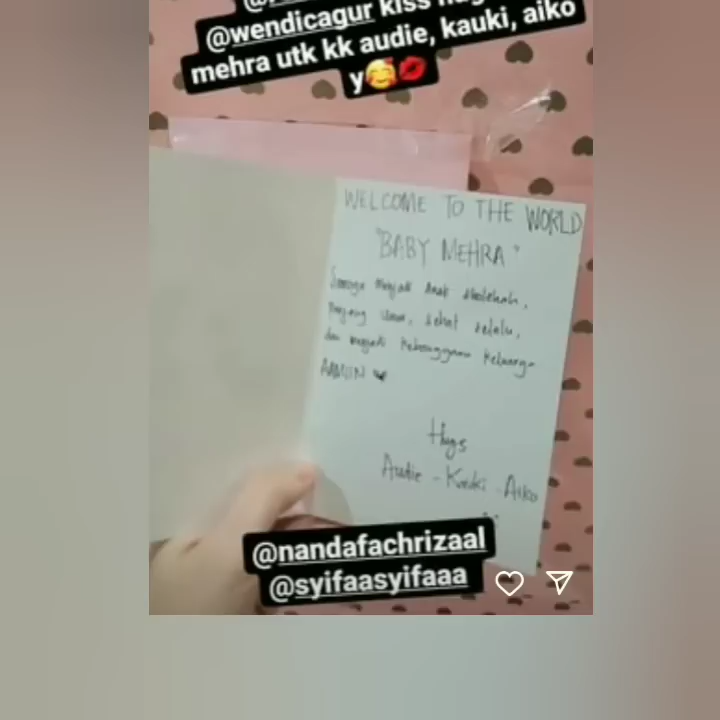 @wendicagur kiss
mehra utk kk audie, kauki, aiko
y🥰💋
WELCOME TO THE WORLD
"BABY MEHRA"
Semoga Menjadi Anak sholehah,
Panjang Umur, sehat selalu,
dan menjadi kebanggaan keluarga
AAMIIN
Hugs
Audie - Kauki - Aiko
@nandafachrizaal
@syifaasyifaaa